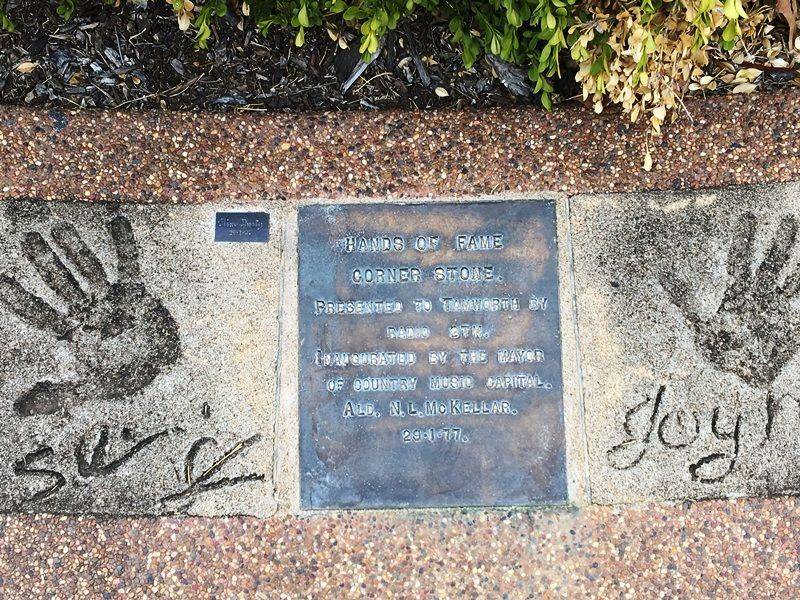 HANDS OF FAME
CORNER STONE.
PRESENTED TO TAMWORTH BY
RADIO 2TM.
INAUGURATED BY THE MAYOR
OF COUNTRY MUSIC CAPITAL.
ALD. N.L. MCKELLAR.
29·1·77.
Joy